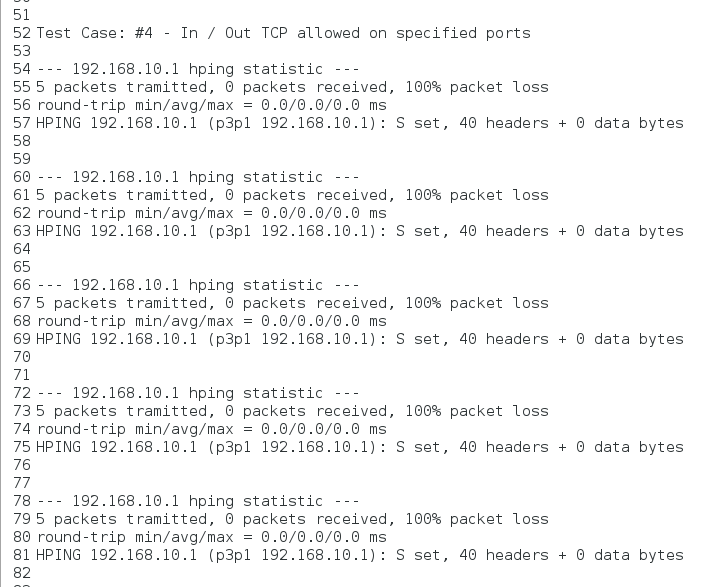 51
52 Test Case: #4 - In / Out TCP allowed on specified ports
53
54 --- 192.168.10.1 hping statistic ---
55 5 packets tramitted, 0 packets received, 100% packet loss
56 round-trip min/avg/max = 0.0/0.0/0.0 ms
57 HPING 192.168.10.1 (p3p1 192.168.10.1): S set, 40 headers + 0 data bytes
58
59
60 --- 192.168.10.1 hping statistic ---
61 5 packets tramitted, 0 packets received, 100% packet loss
62 round-trip min/avg/max = 0.0/0.0/0.0 ms
63 HPING 192.168.10.1 (p3p1 192.168.10.1): S set, 40 headers + 0 data bytes
64
65
66 --- 192.168.10.1 hping statistic ---
67 5 packets tramitted, 0 packets received, 100% packet loss
68 round-trip min/avg/max = 0.0/0.0/0.0 ms
69 HPING 192.168.10.1 (p3p1 192.168.10.1): S set, 40 headers + 0 data bytes
70
71
72 --- 192.168.10.1 hping statistic ---
73 5 packets tramitted, 0 packets received, 100% packet loss
74 round-trip min/avg/max = 0.0/0.0/0.0 ms
75 HPING 192.168.10.1 (p3p1 192.168.10.1): S set, 40 headers + 0 data bytes
76
77
78 --- 192.168.10.1 hping statistic ---
79 5 packets tramitted, 0 packets received, 100% packet loss
80 round-trip min/avg/max = 0.0/0.0/0.0 ms
81 HPING 192.168.10.1 (p3p1 192.168.10.1): S set, 40 headers + 0 data bytes
82